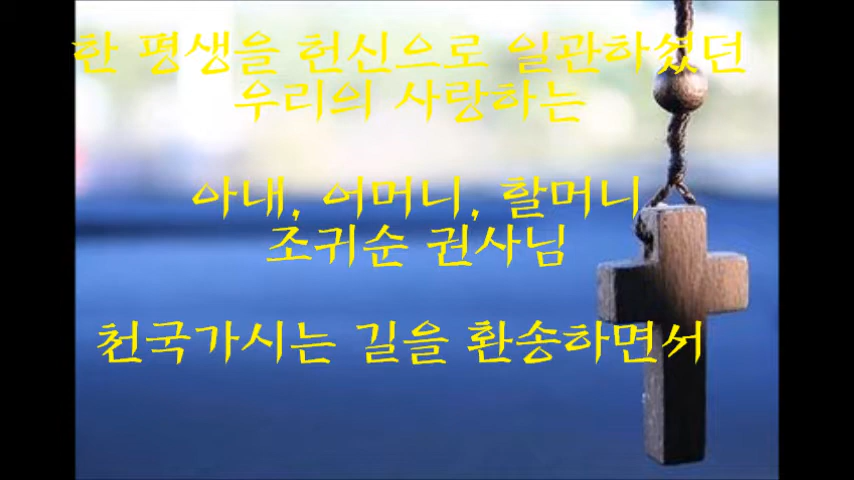 한 평생을 헌신으로 일관하셨던
우리의 사랑하는
아내, 어머니, 할머니
조귀순 권사님
천국가시는 길을 환송하면서